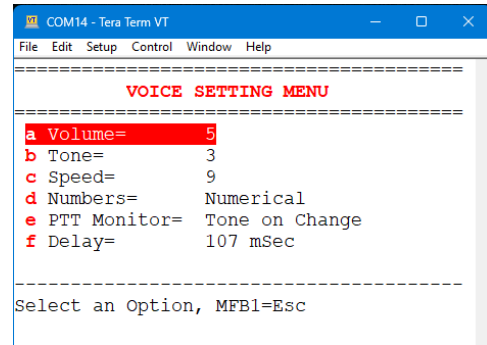 COM14 - Tera Term VT
File Edit Setup Control Window Help
==========================================
VOICE SETTING MENU
==========================================
a Volume= 5
b Tone= 3
c Speed= 9
d Numbers= Numerical
e PTT Monitor= Tone on Change
f Delay= 107 mSec
------------------------------------------
Select an Option, MFB1=Esc